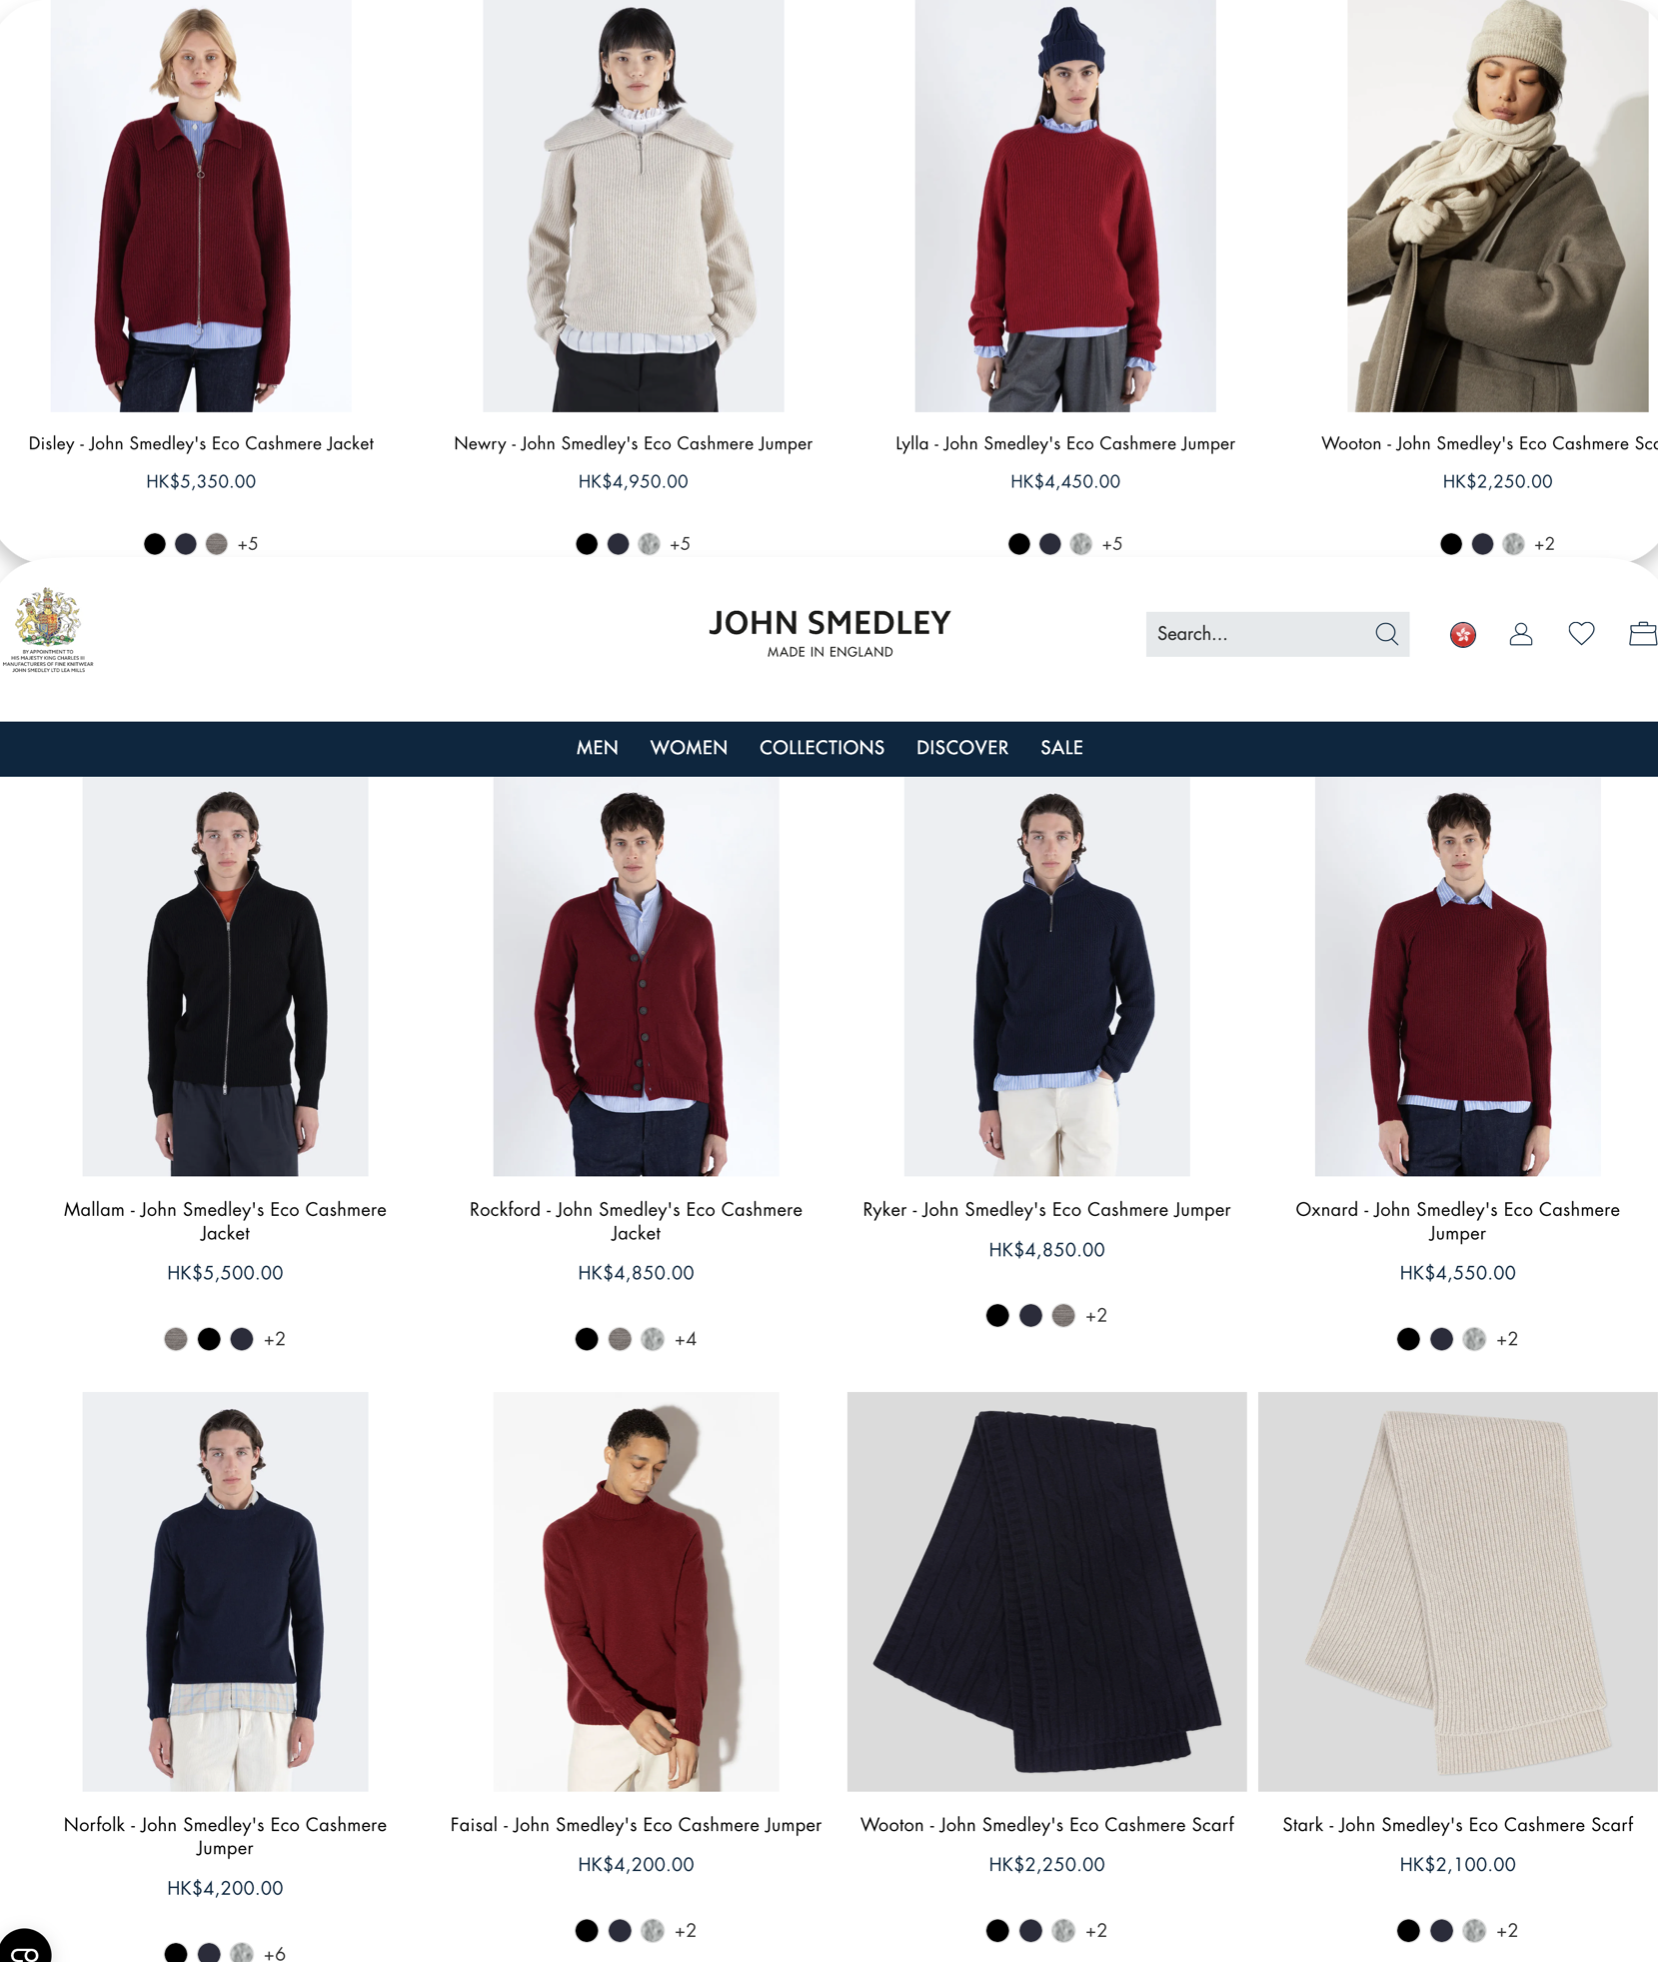 Disley - John Smedley's Eco Cashmere Jacket
HK$5,350.00
+5
Newry - John Smedley's Eco Cashmere Jumper
HK$4,950.00
+5
Lylla - John Smedley's Eco Cashmere Jumper
HK$4,450.00
+5
Wooton - John Smedley's Eco Cashmere
HK$2,250.00
+2
BY APPOINTMENT TO
HIS MAJESTY KING CHARLES III
MANUFACTURERS OF FINE KNITWEAR
JOHN SMEDLEY LTD LEA MILLS
JOHN SMEDLEY
MADE IN ENGLAND
Search...
MEN WOMEN COLLECTIONS DISCOVER SALE
Mallam - John Smedley's Eco Cashmere
Jacket
HK$5,500.00
+2
Rockford - John Smedley's Eco Cashmere
Jacket
HK$4,850.00
+4
Ryker - John Smedley's Eco Cashmere Jumper
HK$4,850.00
+2
Oxnard - John Smedley's Eco Cashmere
Jumper
HK$4,550.00
+2
Norfolk - John Smedley's Eco Cashmere
Jumper
HK$4,200.00
+6
Faisal - John Smedley's Eco Cashmere Jumper
HK$4,200.00
+2
Wooton - John Smedley's Eco Cashmere Scarf
HK$2,250.00
+2
Stark - John Smedley's Eco Cashmere Scarf
HK$2,100.00
+2